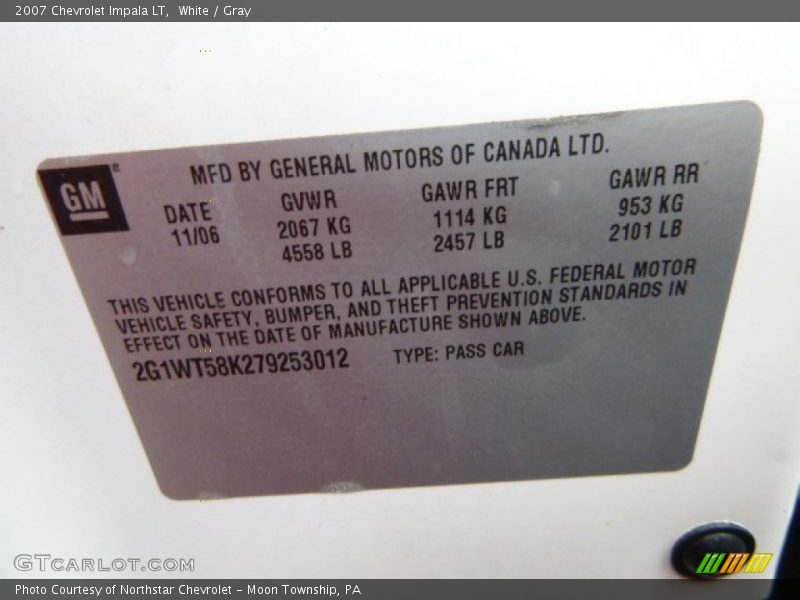 2007 Chevrolet Impala LT, White / Gray
MFD BY GENERAL MOTORS OF CANADA LTD.
GM
DATE GVWR GAWR FRT GAWR RR
11/06 2067 KG 1114 KG 953 KG
4558 LB 2457 LB 2101 LB
THIS VEHICLE CONFORMS TO ALL APPLICABLE U.S. FEDERAL MOTOR
VEHICLE SAFETY, BUMPER, AND THEFT PREVENTION STANDARDS IN
EFFECT ON THE DATE OF MANUFACTURE SHOWN ABOVE.
2G1WT58K279253012 TYPE: PASS CAR
GTCARLOT.COM
Photo Courtesy of Northstar Chevrolet - Moon Township, PA